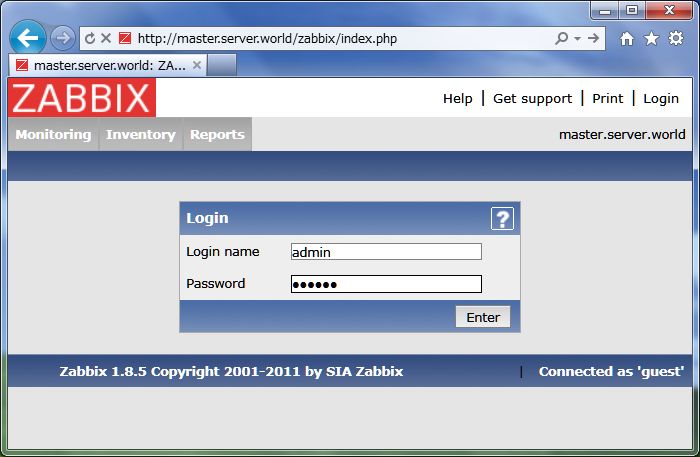 http://master.server.world/zabbix/index.php
master.server.world: ZA...
ZABBIX
Help | Get support | Print | Login
Monitoring Inventory Reports master.server.world
Login ?
Login name admin
Password ●●●●●●
Enter
Zabbix 1.8.5 Copyright 2001-2011 by SIA Zabbix | Connected as 'guest'